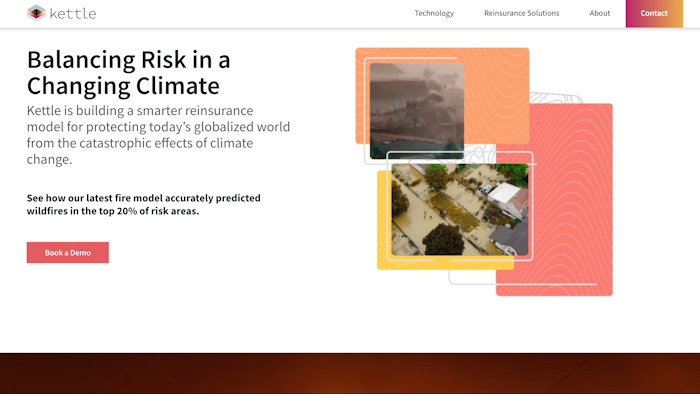 kettle
Technology
Reinsurance Solutions
About
Contact
Balancing Risk in a
Changing Climate
Kettle is building a smarter reinsurance
model for protecting today's globalized world
from the catastrophic effects of climate
change.
See how our latest fire model accurately predicted
wildfires in the top 20% of risk areas.
Book a Demo